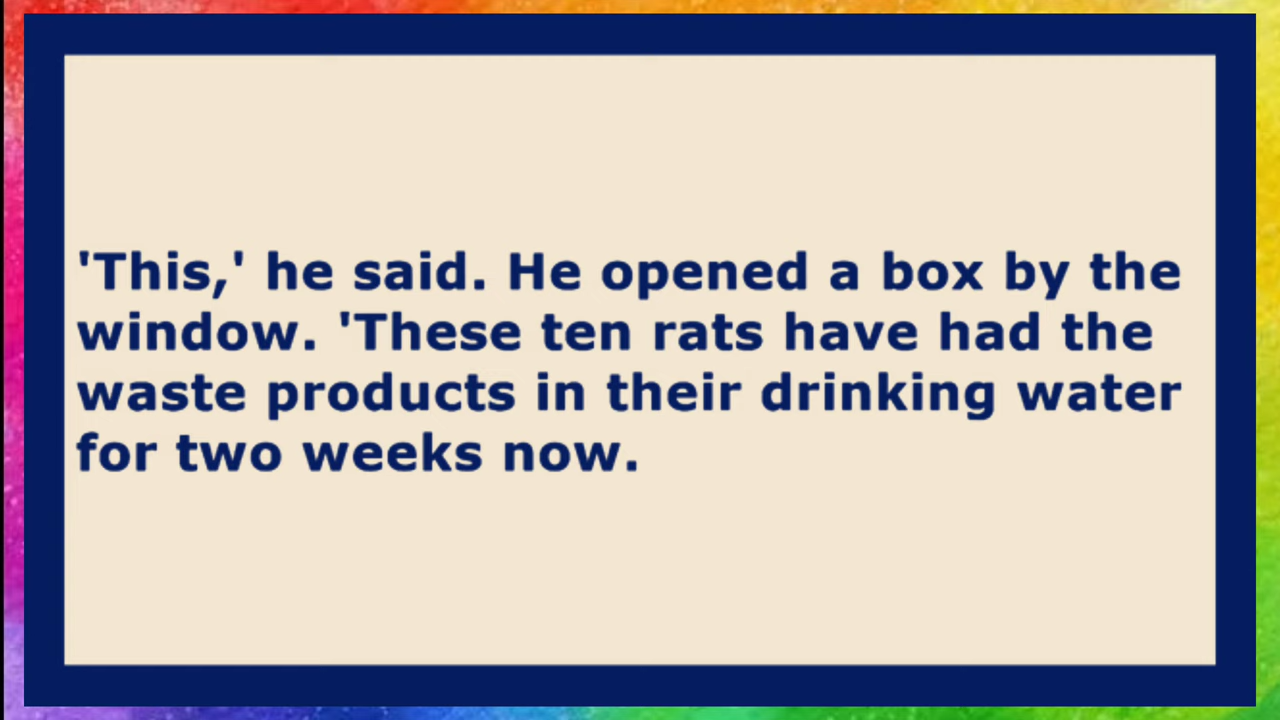 'This,' he said. He opened a box by the
window. 'These ten rats have had the
waste products in their drinking water
for two weeks now.